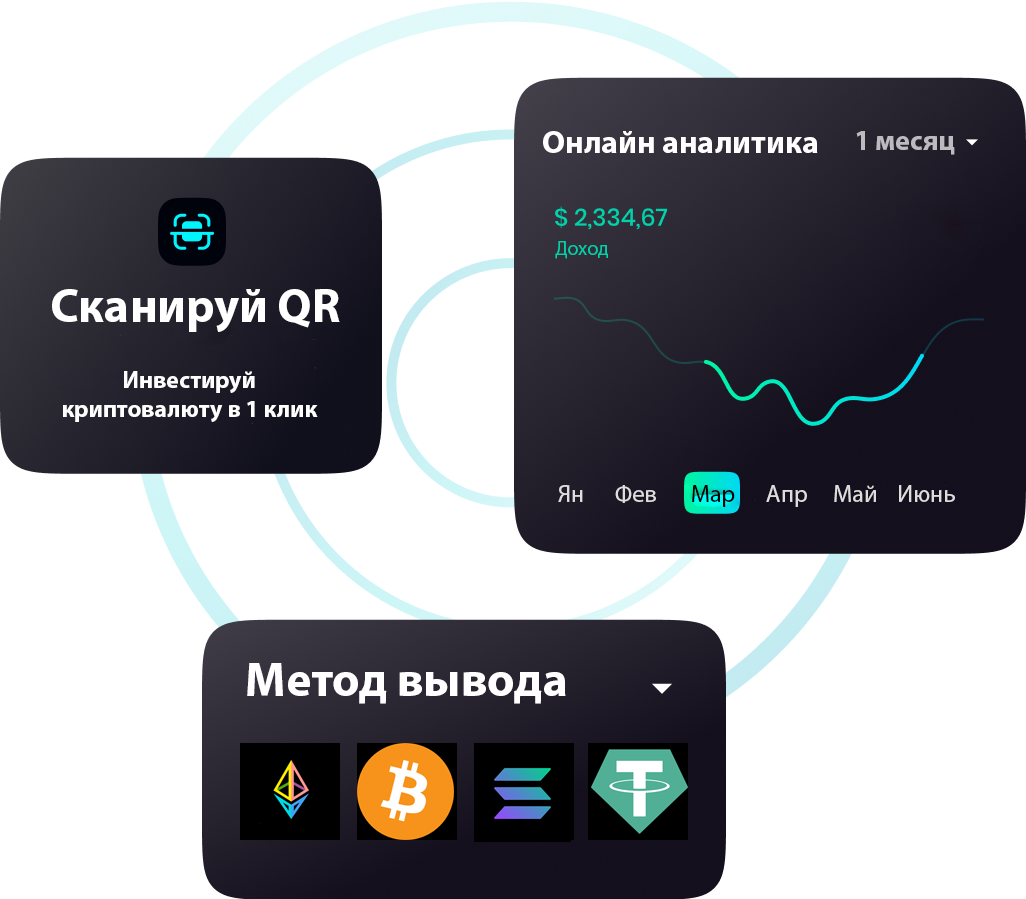 Онлайн аналитика
1 месяц
$ 2,334,67
Доход
Ян Фев Мар Апр Май Июнь
Сканируй QR
Инвестируй
криптовалюту в 1 клик
Метод вывода